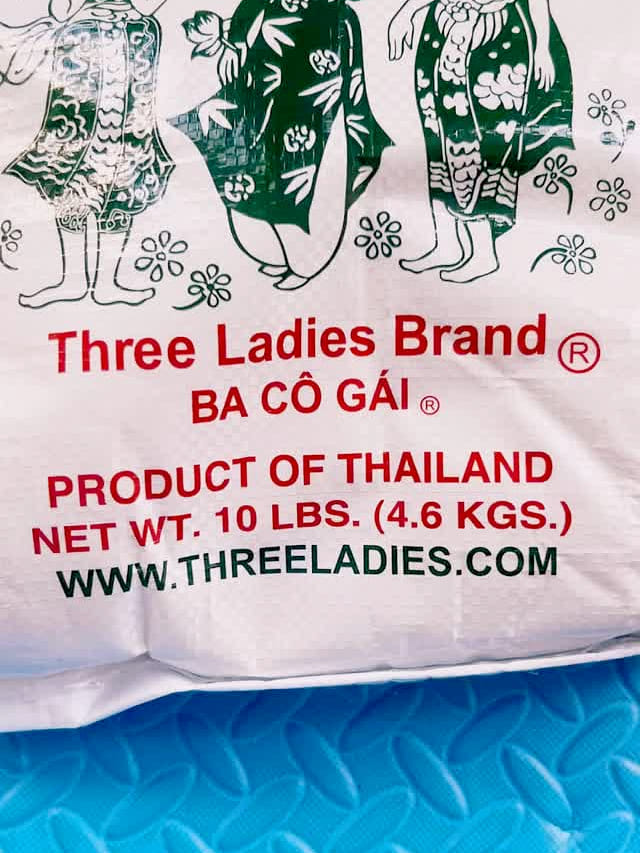 Three Ladies Brand ®
BA CÔ GÁI ®
PRODUCT OF THAILAND
NET WT. 10 LBS. (4.6 KGS.)
WWW.THREELADIES.COM